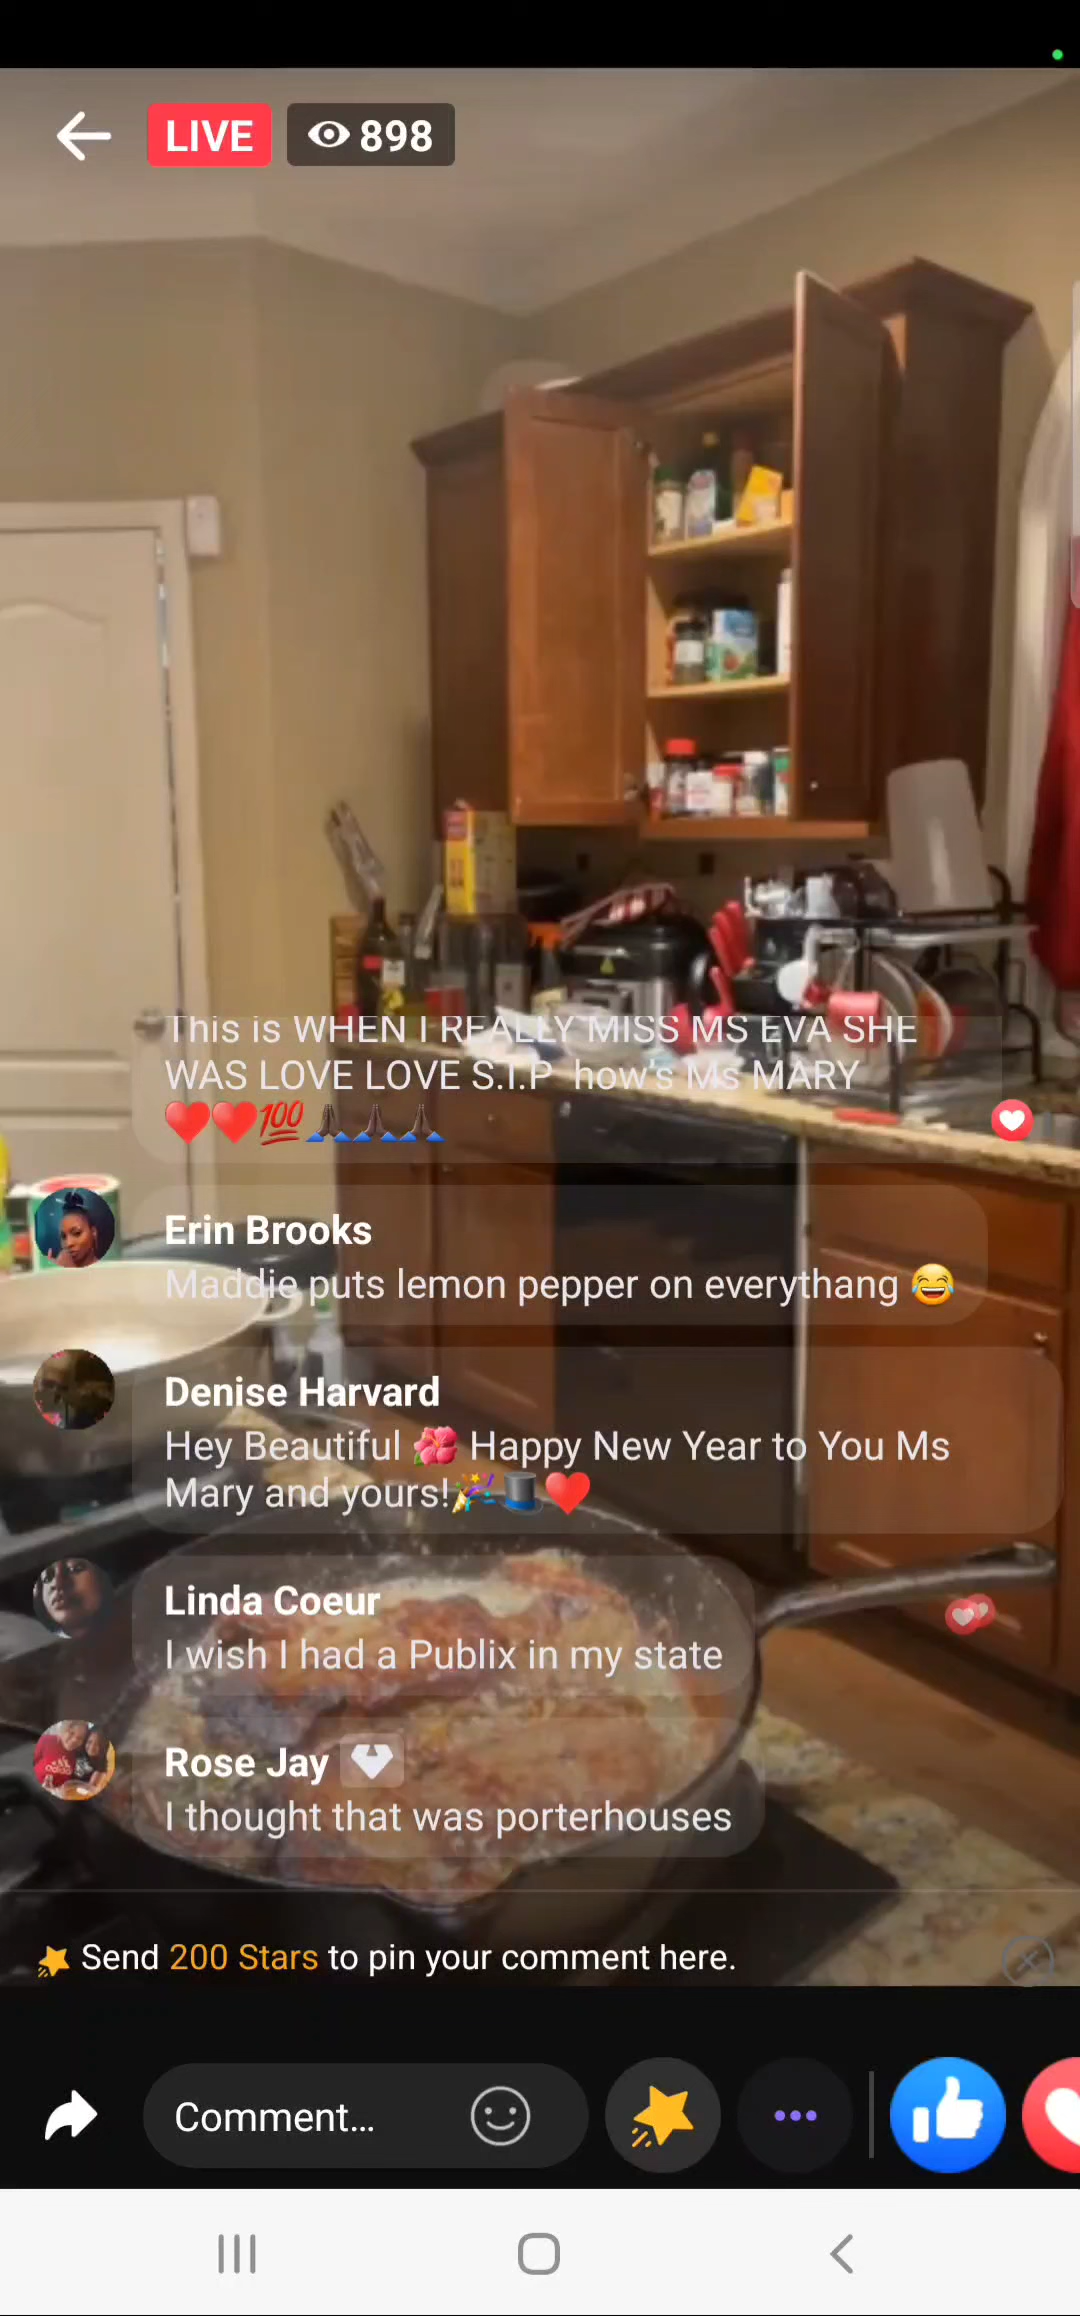 LIVE 898
This is WHEN I REALLY MISS MS EVA SHE
WAS LOVE LOVE S.I.P how's Ms MARY
❤️❤️💯🙏🏿🙏🏿🙏🏿
Erin Brooks
Maddie puts lemon pepper on everythang 😂
Denise Harvard
Hey Beautiful 🌺 Happy New Year to You Ms
Mary and yours!🎉🎩❤️
Linda Coeur
I wish I had a Publix in my state
Rose Jay
I thought that was porterhouses
Send 200 Stars to pin your comment here.
Comment...